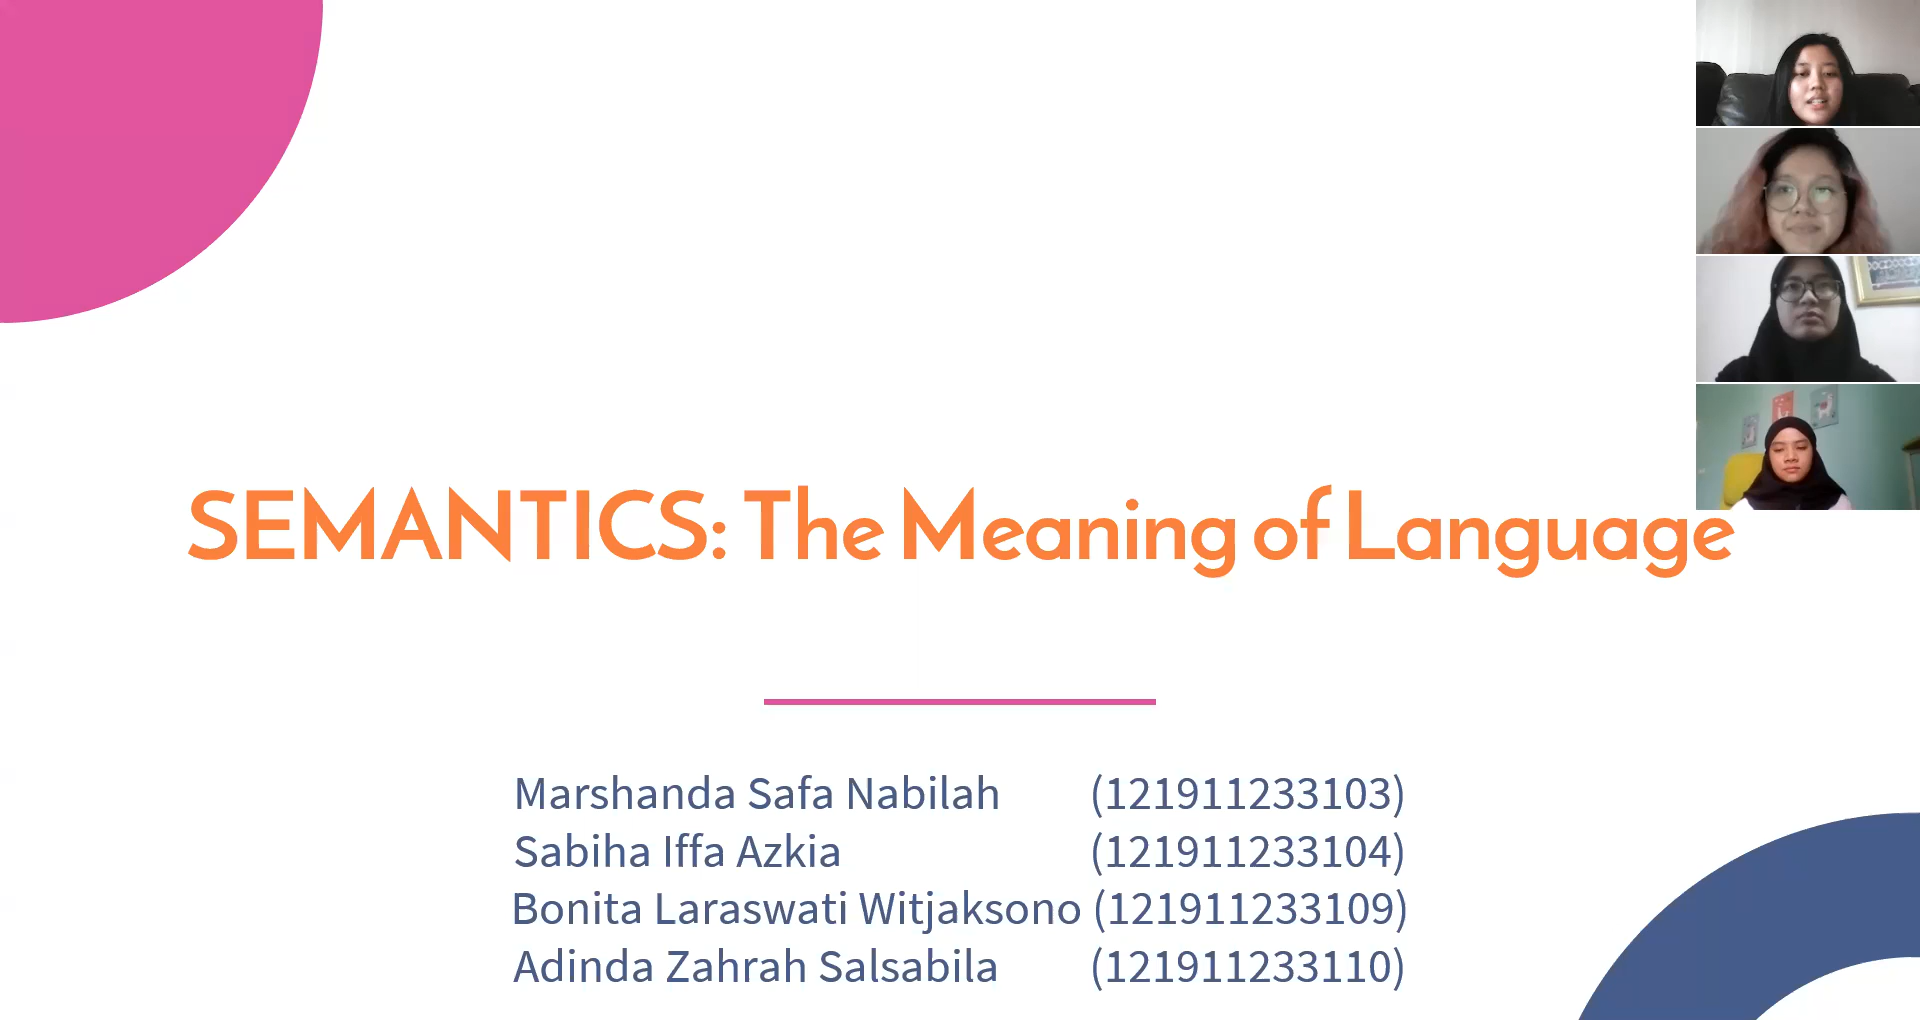 SEMANTICS: The Meaning of Language
Marshanda Safa Nabilah (121911233103)
Sabiha Iffa Azkia (121911233104)
Bonita Laraswati Witjaksono (121911233109)
Adinda Zahrah Salsabila (121911233110)